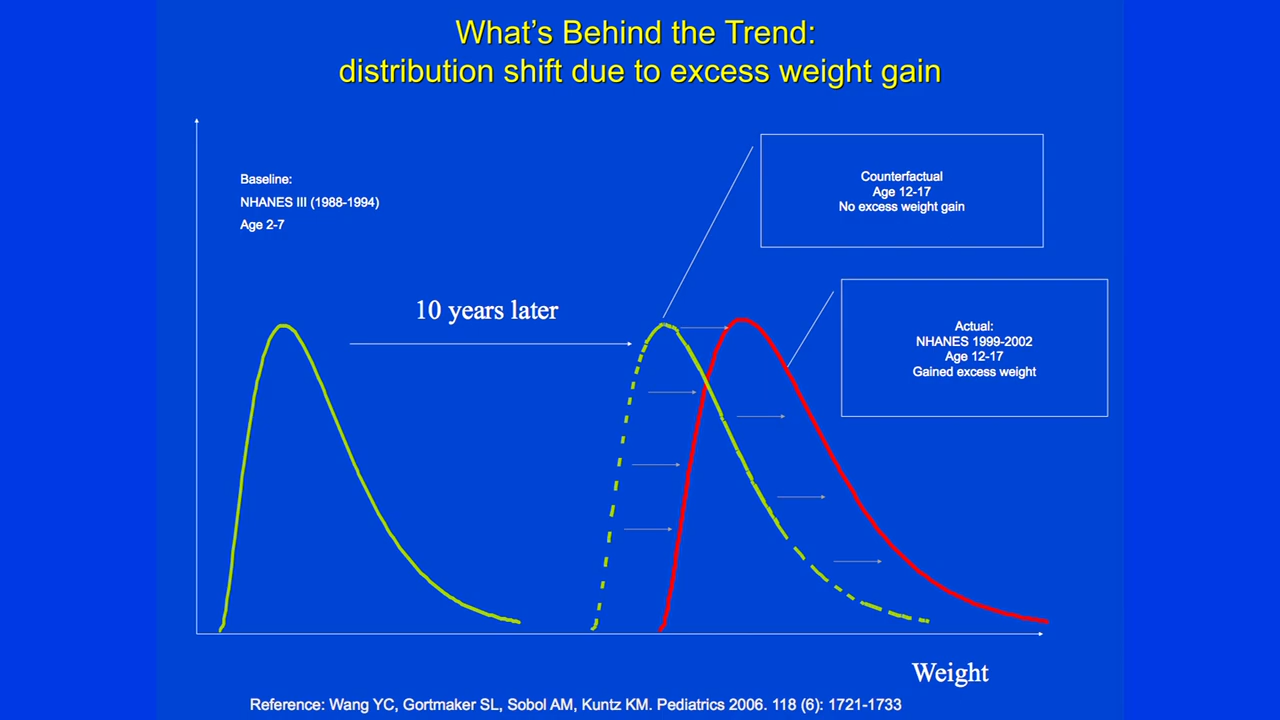 What's Behind the Trend:
distribution shift due to excess weight gain
Baseline:
NHANES III (1988-1994)
Age 2-7
Counterfactual
Age 12-17
No excess weight gain
10 years later
Actual:
NHANES 1999-2002
Age 12-17
Gained excess weight
Weight
Reference: Wang YC, Gortmaker SL, Sobol AM, Kuntz KM. Pediatrics 2006. 118 (6): 1721-1733